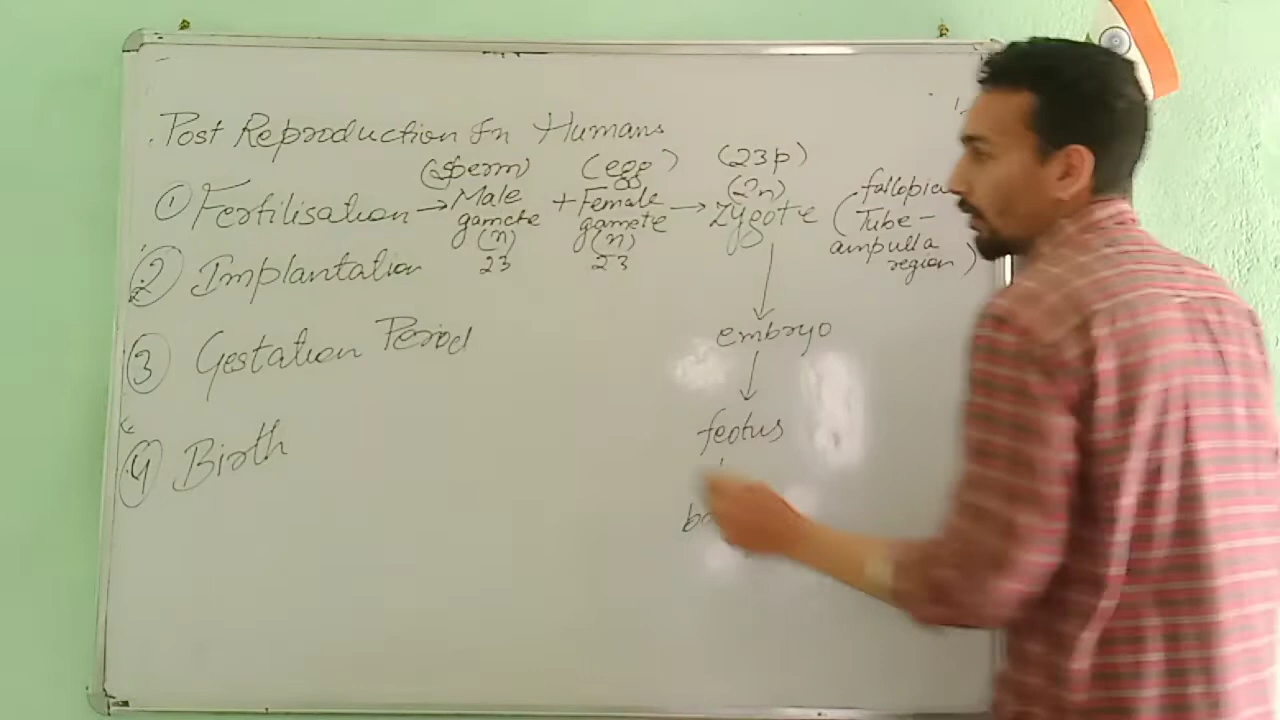 Post Reproduction In Humans
(Sperm) (egg) (23p)
① Fertilisation → Male gamete (n) 23 + Female gamete (n) 23 → (2n) zygote (fallopian Tube - ampulla region)
② Implantation
embryo
③ Gestation Period
feotus
④ Birth